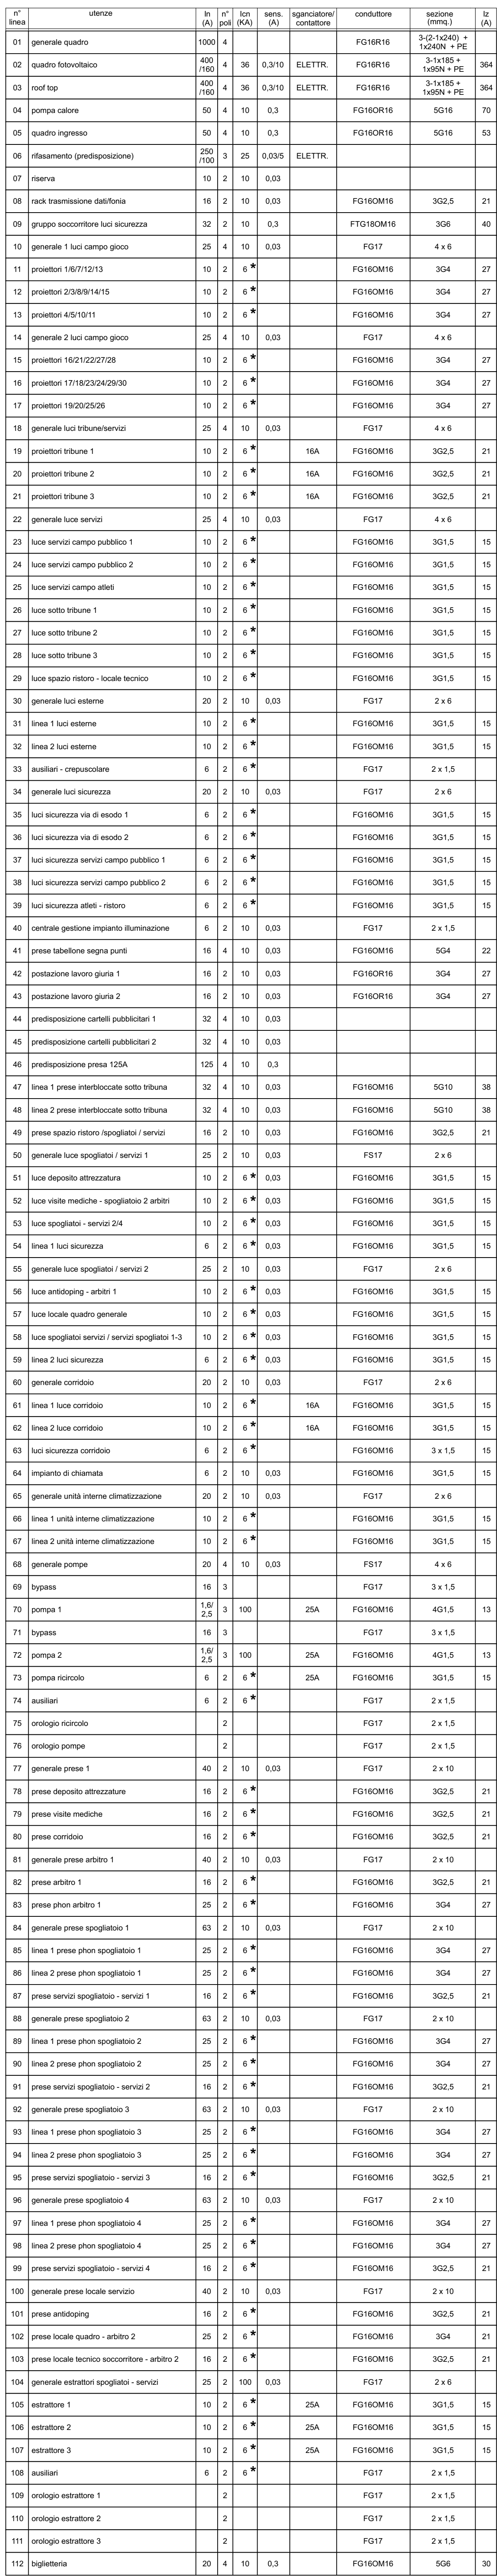 n° linea | utenze | In (A) | n° poli | Icn (KA) | sens. (A) | sganciatore/ contattore | conduttore | sezione (mmq.) | Iz (A)
01 | generale quadro | 1000 | 4 | | | | FG16R16 | 3-(2-1x240) + 1x240N + PE |
02 | quadro fotovoltaico | 400 /160 | 4 | 36 | 0,3/10 | ELETTR. | FG16R16 | 3-1x185 + 1x95N + PE | 364
03 | roof top | 400 /160 | 4 | 36 | 0,3/10 | ELETTR. | FG16R16 | 3-1x185 + 1x95N + PE | 364
04 | pompa calore | 50 | 4 | 10 | 0,3 | | FG16OR16 | 5G16 | 70
05 | quadro ingresso | 50 | 4 | 10 | 0,3 | | FG16OR16 | 5G16 | 53
06 | rifasamento (predisposizione) | 250 /100 | 3 | 25 | 0,03/5 | ELETTR. | | |
07 | riserva | 10 | 2 | 10 | 0,03 | | | |
08 | rack trasmissione dati/fonia | 16 | 2 | 10 | 0,03 | | FG16OM16 | 3G2,5 | 21
09 | gruppo soccorritore luci sicurezza | 32 | 2 | 10 | 0,3 | | FTG18OM16 | 3G6 | 40
10 | generale 1 luci campo gioco | 25 | 4 | 10 | 0,03 | | FG17 | 4 x 6 |
11 | proiettori 1/6/7/12/13 | 10 | 2 | 6 * | | | FG16OM16 | 3G4 | 27
12 | proiettori 2/3/8/9/14/15 | 10 | 2 | 6 * | | | FG16OM16 | 3G4 | 27
13 | proiettori 4/5/10/11 | 10 | 2 | 6 * | | | FG16OM16 | 3G4 | 27
14 | generale 2 luci campo gioco | 25 | 4 | 10 | 0,03 | | FG17 | 4 x 6 |
15 | proiettori 16/21/22/27/28 | 10 | 2 | 6 * | | | FG16OM16 | 3G4 | 27
16 | proiettori 17/18/23/24/29/30 | 10 | 2 | 6 * | | | FG16OM16 | 3G4 | 27
17 | proiettori 19/20/25/26 | 10 | 2 | 6 * | | | FG16OM16 | 3G4 | 27
18 | generale luci tribune/servizi | 25 | 4 | 10 | 0,03 | | FG17 | 4 x 6 |
19 | proiettori tribune 1 | 10 | 2 | 6 * | | 16A | FG16OM16 | 3G2,5 | 21
20 | proiettori tribune 2 | 10 | 2 | 6 * | | 16A | FG16OM16 | 3G2,5 | 21
21 | proiettori tribune 3 | 10 | 2 | 6 * | | 16A | FG16OM16 | 3G2,5 | 21
22 | generale luce servizi | 25 | 4 | 10 | 0,03 | | FG17 | 4 x 6 |
23 | luce servizi campo pubblico 1 | 10 | 2 | 6 * | | | FG16OM16 | 3G1,5 | 15
24 | luce servizi campo pubblico 2 | 10 | 2 | 6 * | | | FG16OM16 | 3G1,5 | 15
25 | luce servizi campo atleti | 10 | 2 | 6 * | | | FG16OM16 | 3G1,5 | 15
26 | luce sotto tribune 1 | 10 | 2 | 6 * | | | FG16OM16 | 3G1,5 | 15
27 | luce sotto tribune 2 | 10 | 2 | 6 * | | | FG16OM16 | 3G1,5 | 15
28 | luce sotto tribune 3 | 10 | 2 | 6 * | | | FG16OM16 | 3G1,5 | 15
29 | luce spazio ristoro - locale tecnico | 10 | 2 | 6 * | | | FG16OM16 | 3G1,5 | 15
30 | generale luci esterne | 20 | 2 | 10 | 0,03 | | FG17 | 2 x 6 |
31 | linea 1 luci esterne | 10 | 2 | 6 * | | | FG16OM16 | 3G1,5 | 15
32 | linea 2 luci esterne | 10 | 2 | 6 * | | | FG16OM16 | 3G1,5 | 15
33 | ausiliari - crepuscolare | 6 | 2 | 6 * | | | FG17 | 2 x 1,5 |
34 | generale luci sicurezza | 20 | 2 | 10 | 0,03 | | FG17 | 2 x 6 |
35 | luci sicurezza via di esodo 1 | 6 | 2 | 6 * | | | FG16OM16 | 3G1,5 | 15
36 | luci sicurezza via di esodo 2 | 6 | 2 | 6 * | | | FG16OM16 | 3G1,5 | 15
37 | luci sicurezza servizi campo pubblico 1 | 6 | 2 | 6 * | | | FG16OM16 | 3G1,5 | 15
38 | luci sicurezza servizi campo pubblico 2 | 6 | 2 | 6 * | | | FG16OM16 | 3G1,5 | 15
39 | luci sicurezza atleti - ristoro | 6 | 2 | 6 * | | | FG16OM16 | 3G1,5 | 15
40 | centrale gestione impianto illuminazione | 6 | 2 | 10 | 0,03 | | FG17 | 2 x 1,5 |
41 | prese tabellone segna punti | 16 | 4 | 10 | 0,03 | | FG16OM16 | 5G4 | 22
42 | postazione lavoro giuria 1 | 16 | 2 | 10 | 0,03 | | FG16OR16 | 3G4 | 27
43 | postazione lavoro giuria 2 | 16 | 2 | 10 | 0,03 | | FG16OR16 | 3G4 | 27
44 | predisposizione cartelli pubblicitari 1 | 32 | 4 | 10 | 0,03 | | | |
45 | predisposizione cartelli pubblicitari 2 | 32 | 4 | 10 | 0,03 | | | |
46 | predisposizione presa 125A | 125 | 4 | 10 | 0,3 | | | |
47 | linea 1 prese interbloccate sotto tribuna | 32 | 4 | 10 | 0,03 | | FG16OM16 | 5G10 | 38
48 | linea 2 prese interbloccate sotto tribuna | 32 | 4 | 10 | 0,03 | | FG16OM16 | 5G10 | 38
49 | prese spazio ristoro /spogliatoi / servizi | 16 | 2 | 10 | 0,03 | | FG16OM16 | 3G2,5 | 21
50 | generale luce spogliatoi / servizi 1 | 25 | 2 | 10 | 0,03 | | FS17 | 2 x 6 |
51 | luce deposito attrezzatura | 10 | 2 | 6 * | 0,03 | | FG16OM16 | 3G1,5 | 15
52 | luce visite mediche - spogliatoio 2 arbitri | 10 | 2 | 6 * | 0,03 | | FG16OM16 | 3G1,5 | 15
53 | luce spogliatoi - servizi 2/4 | 10 | 2 | 6 * | 0,03 | | FG16OM16 | 3G1,5 | 15
54 | linea 1 luci sicurezza | 6 | 2 | 6 * | 0,03 | | FG16OM16 | 3G1,5 | 15
55 | generale luce spogliatoi / servizi 2 | 25 | 2 | 10 | 0,03 | | FG17 | 2 x 6 |
56 | luce antidoping - arbitri 1 | 10 | 2 | 6 * | 0,03 | | FG16OM16 | 3G1,5 | 15
57 | luce locale quadro generale | 10 | 2 | 6 * | 0,03 | | FG16OM16 | 3G1,5 | 15
58 | luce spogliatoi servizi / servizi spogliatoi 1-3 | 10 | 2 | 6 * | 0,03 | | FG16OM16 | 3G1,5 | 15
59 | linea 2 luci sicurezza | 6 | 2 | 6 * | 0,03 | | FG16OM16 | 3G1,5 | 15
60 | generale corridoio | 20 | 2 | 10 | 0,03 | | FG17 | 2 x 6 |
61 | linea 1 luce corridoio | 10 | 2 | 6 * | | 16A | FG16OM16 | 3G1,5 | 15
62 | linea 2 luce corridoio | 10 | 2 | 6 * | | 16A | FG16OM16 | 3G1,5 | 15
63 | luci sicurezza corridoio | 6 | 2 | 6 * | | | FG16OM16 | 3 x 1,5 | 15
64 | impianto di chiamata | 6 | 2 | 10 | 0,03 | | FG16OM16 | 3G1,5 | 15
65 | generale unità interne climatizzazione | 20 | 2 | 10 | 0,03 | | FG17 | 2 x 6 |
66 | linea 1 unità interne climatizzazione | 10 | 2 | 6 * | | | FG16OM16 | 3G1,5 | 15
67 | linea 2 unità interne climatizzazione | 10 | 2 | 6 * | | | FG16OM16 | 3G1,5 | 15
68 | generale pompe | 20 | 4 | 10 | 0,03 | | FS17 | 4 x 6 |
69 | bypass | 16 | 3 | | | | FG17 | 3 x 1,5 |
70 | pompa 1 | 1,6/ 2,5 | 3 | 100 | | 25A | FG16OM16 | 4G1,5 | 13
71 | bypass | 16 | 3 | | | | FG17 | 3 x 1,5 |
72 | pompa 2 | 1,6/ 2,5 | 3 | 100 | | 25A | FG16OM16 | 4G1,5 | 13
73 | pompa ricircolo | 6 | 2 | 6 * | | 25A | FG16OM16 | 3G1,5 | 15
74 | ausiliari | 6 | 2 | 6 * | | | FG17 | 2 x 1,5 |
75 | orologio ricircolo | | 2 | | | | FG17 | 2 x 1,5 |
76 | orologio pompe | | 2 | | | | FG17 | 2 x 1,5 |
77 | generale prese 1 | 40 | 2 | 10 | 0,03 | | FG17 | 2 x 10 |
78 | prese deposito attrezzature | 16 | 2 | 6 * | | | FG16OM16 | 3G2,5 | 21
79 | prese visite mediche | 16 | 2 | 6 * | | | FG16OM16 | 3G2,5 | 21
80 | prese corridoio | 16 | 2 | 6 * | | | FG16OM16 | 3G2,5 | 21
81 | generale prese arbitro 1 | 40 | 2 | 10 | 0,03 | | FG17 | 2 x 10 |
82 | prese arbitro 1 | 16 | 2 | 6 * | | | FG16OM16 | 3G2,5 | 21
83 | prese phon arbitro 1 | 25 | 2 | 6 * | | | FG16OM16 | 3G4 | 27
84 | generale prese spogliatoio 1 | 63 | 2 | 10 | 0,03 | | FG17 | 2 x 10 |
85 | linea 1 prese phon spogliatoio 1 | 25 | 2 | 6 * | | | FG16OM16 | 3G4 | 27
86 | linea 2 prese phon spogliatoio 1 | 25 | 2 | 6 * | | | FG16OM16 | 3G4 | 27
87 | prese servizi spogliatoio - servizi 1 | 16 | 2 | 6 * | | | FG16OM16 | 3G2,5 | 21
88 | generale prese spogliatoio 2 | 63 | 2 | 10 | 0,03 | | FG17 | 2 x 10 |
89 | linea 1 prese phon spogliatoio 2 | 25 | 2 | 6 * | | | FG16OM16 | 3G4 | 27
90 | linea 2 prese phon spogliatoio 2 | 25 | 2 | 6 * | | | FG16OM16 | 3G4 | 27
91 | prese servizi spogliatoio - servizi 2 | 16 | 2 | 6 * | | | FG16OM16 | 3G2,5 | 21
92 | generale prese spogliatoio 3 | 63 | 2 | 10 | 0,03 | | FG17 | 2 x 10 |
93 | linea 1 prese phon spogliatoio 3 | 25 | 2 | 6 * | | | FG16OM16 | 3G4 | 27
94 | linea 2 prese phon spogliatoio 3 | 25 | 2 | 6 * | | | FG16OM16 | 3G4 | 27
95 | prese servizi spogliatoio - servizi 3 | 16 | 2 | 6 * | | | FG16OM16 | 3G2,5 | 21
96 | generale prese spogliatoio 4 | 63 | 2 | 10 | 0,03 | | FG17 | 2 x 10 |
97 | linea 1 prese phon spogliatoio 4 | 25 | 2 | 6 * | | | FG16OM16 | 3G4 | 27
98 | linea 2 prese phon spogliatoio 4 | 25 | 2 | 6 * | | | FG16OM16 | 3G4 | 27
99 | prese servizi spogliatoio - servizi 4 | 16 | 2 | 6 * | | | FG16OM16 | 3G2,5 | 21
100 | generale prese locale servizio | 40 | 2 | 10 | 0,03 | | FG17 | 2 x 10 |
101 | prese antidoping | 16 | 2 | 6 * | | | FG16OM16 | 3G2,5 | 21
102 | prese locale quadro - arbitro 2 | 25 | 2 | 6 * | | | FG16OM16 | 3G4 | 21
103 | prese locale tecnico soccorritore - arbitro 2 | 16 | 2 | 6 * | | | FG16OM16 | 3G2,5 | 21
104 | generale estrattori spogliatoi - servizi | 25 | 2 | 100 | 0,03 | | FG17 | 2 x 6 |
105 | estrattore 1 | 10 | 2 | 6 * | | 25A | FG16OM16 | 3G1,5 | 15
106 | estrattore 2 | 10 | 2 | 6 * | | 25A | FG16OM16 | 3G1,5 | 15
107 | estrattore 3 | 10 | 2 | 6 * | | 25A | FG16OM16 | 3G1,5 | 15
108 | ausiliari | 6 | 2 | 6 * | | | FG17 | 2 x 1,5 |
109 | orologio estrattore 1 | | 2 | | | | FG17 | 2 x 1,5 |
110 | orologio estrattore 2 | | 2 | | | | FG17 | 2 x 1,5 |
111 | orologio estrattore 3 | | 2 | | | | FG17 | 2 x 1,5 |
112 | biglietteria | 20 | 4 | 10 | 0,3 | | FG16OM16 | 5G6 | 30